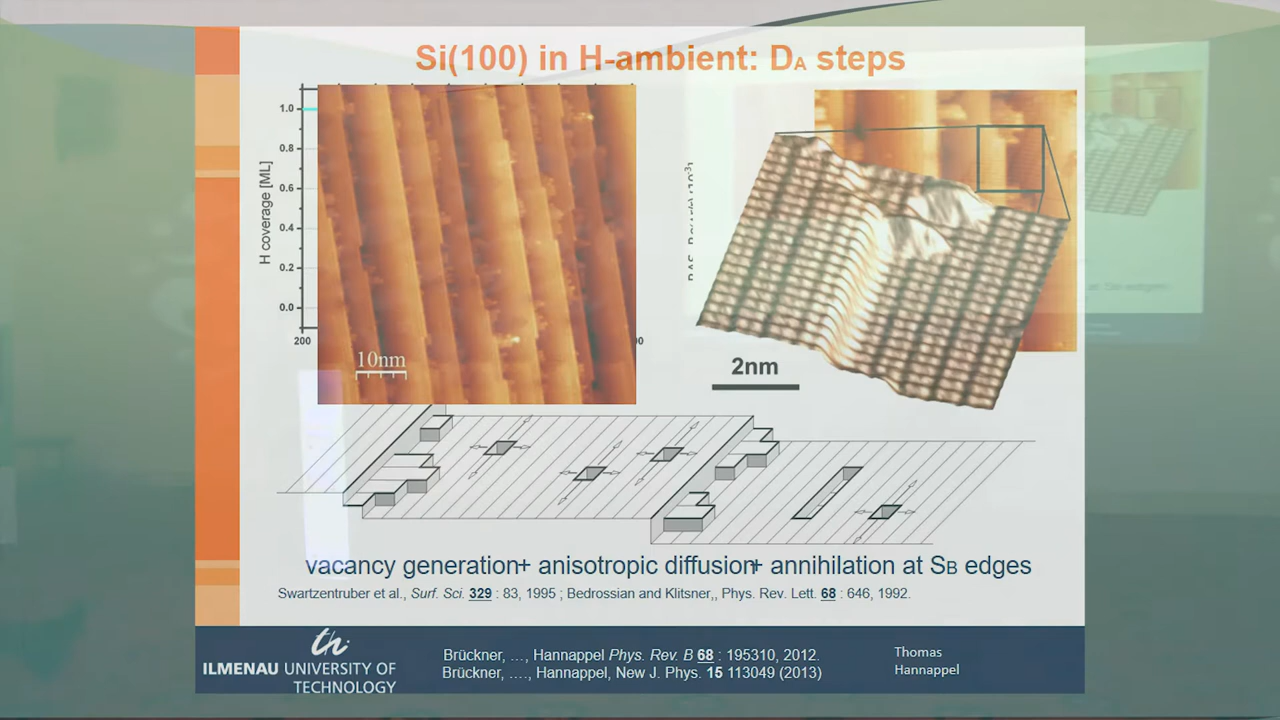 Si(100) in H-ambient: DA steps
H coverage [ML]
1.0
0.8
0.6
0.4
0.2
0.0
200
10nm
2nm
vacancy generation+ anisotropic diffusion+ annihilation at SB edges
Swartzentruber et al., Surf. Sci. 329 : 83, 1995 ; Bedrossian and Klitsner,, Phys. Rev. Lett. 68 : 646, 1992.
th
ILMENAU UNIVERSITY OF
TECHNOLOGY
Brückner, ..., Hannappel Phys. Rev. B 68 : 195310, 2012.
Brückner, ...., Hannappel, New J. Phys. 15 113049 (2013)
Thomas
Hannappel